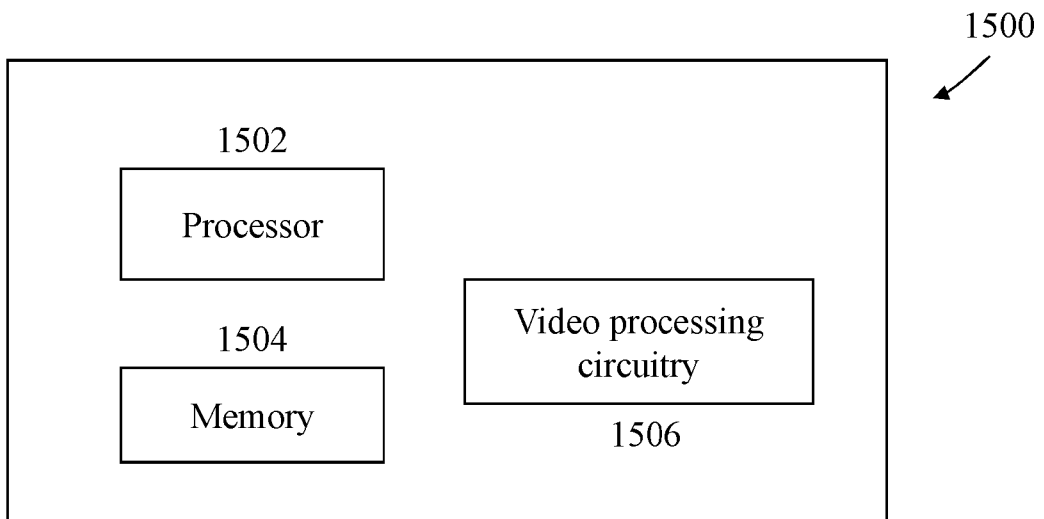 1500
1502
Processor
1504
Memory
Video processing
circuitry
1506